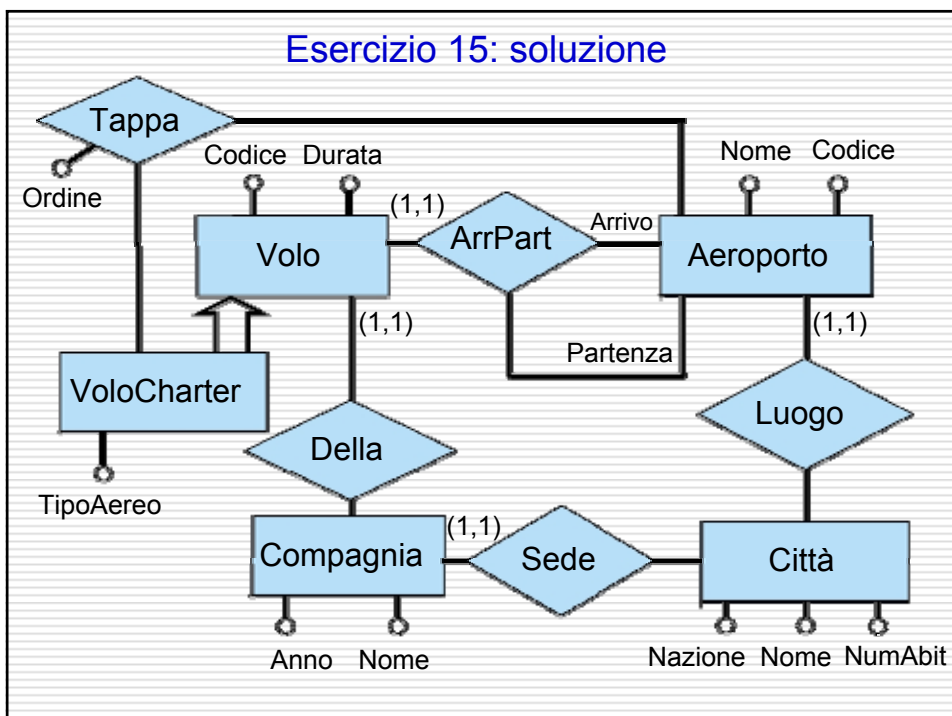 Esercizio 15: soluzione
Tappa
Ordine
Codice Durata
Nome Codice
(1,1)
Volo
ArrPart
Arrivo
Aeroporto
(1,1)
(1,1)
Partenza
VoloCharter
Luogo
Della
TipoAereo
(1,1)
Compagnia
Sede
Città
Anno Nome
Nazione Nome NumAbit